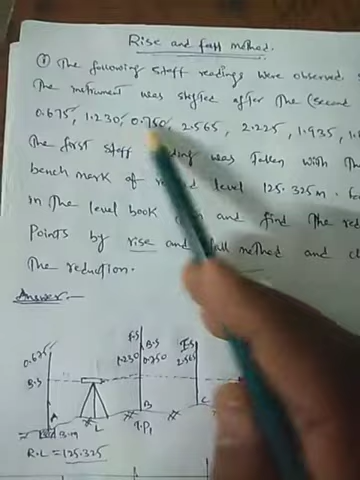 Rise and fall method.
① The following staff readings were observed.
The instrument was shifted after the (second
0.675, 1.230, 0.750, 2.565, 2.225, 1.935, 1.
The first staff was taken with the
bench mark of level 125.325m.
in the level book and find the
Points by rise and fall method and
the reduction.
Answer:-
0.675
B.S
F.S
1.230
B.S
0.750
I.S
2.565
A
L
B
T.P1
C
B.M
R.L = 125.325